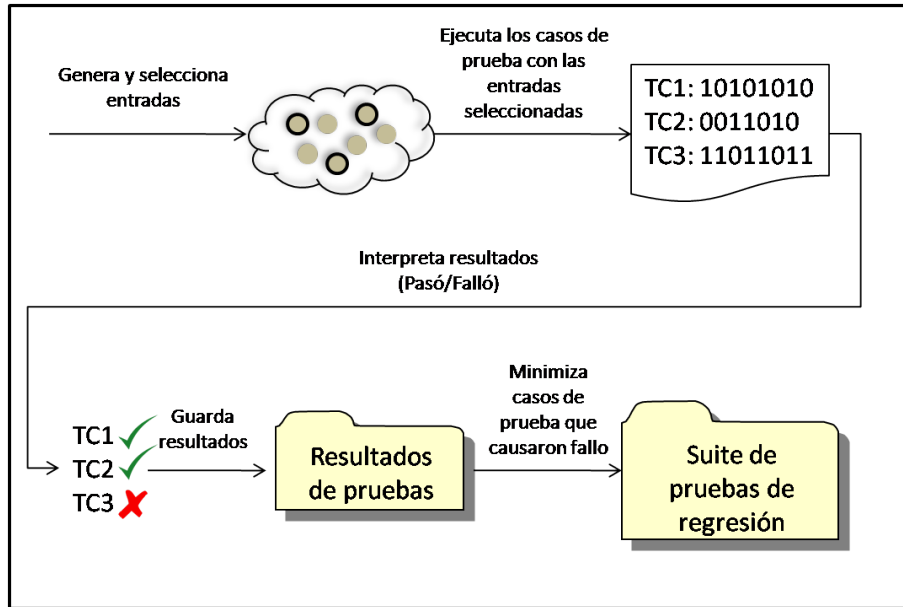 Genera y selecciona
entradas
Ejecuta los casos de
prueba con las
entradas
seleccionadas
TC1: 10101010
TC2: 0011010
TC3: 11011011
Interpreta resultados
(Pasó/Falló)
TC1
TC2
TC3
Guarda
resultados
Resultados
de pruebas
Minimiza
casos de
prueba que
causaron fallo
Suite de
pruebas de
regresión